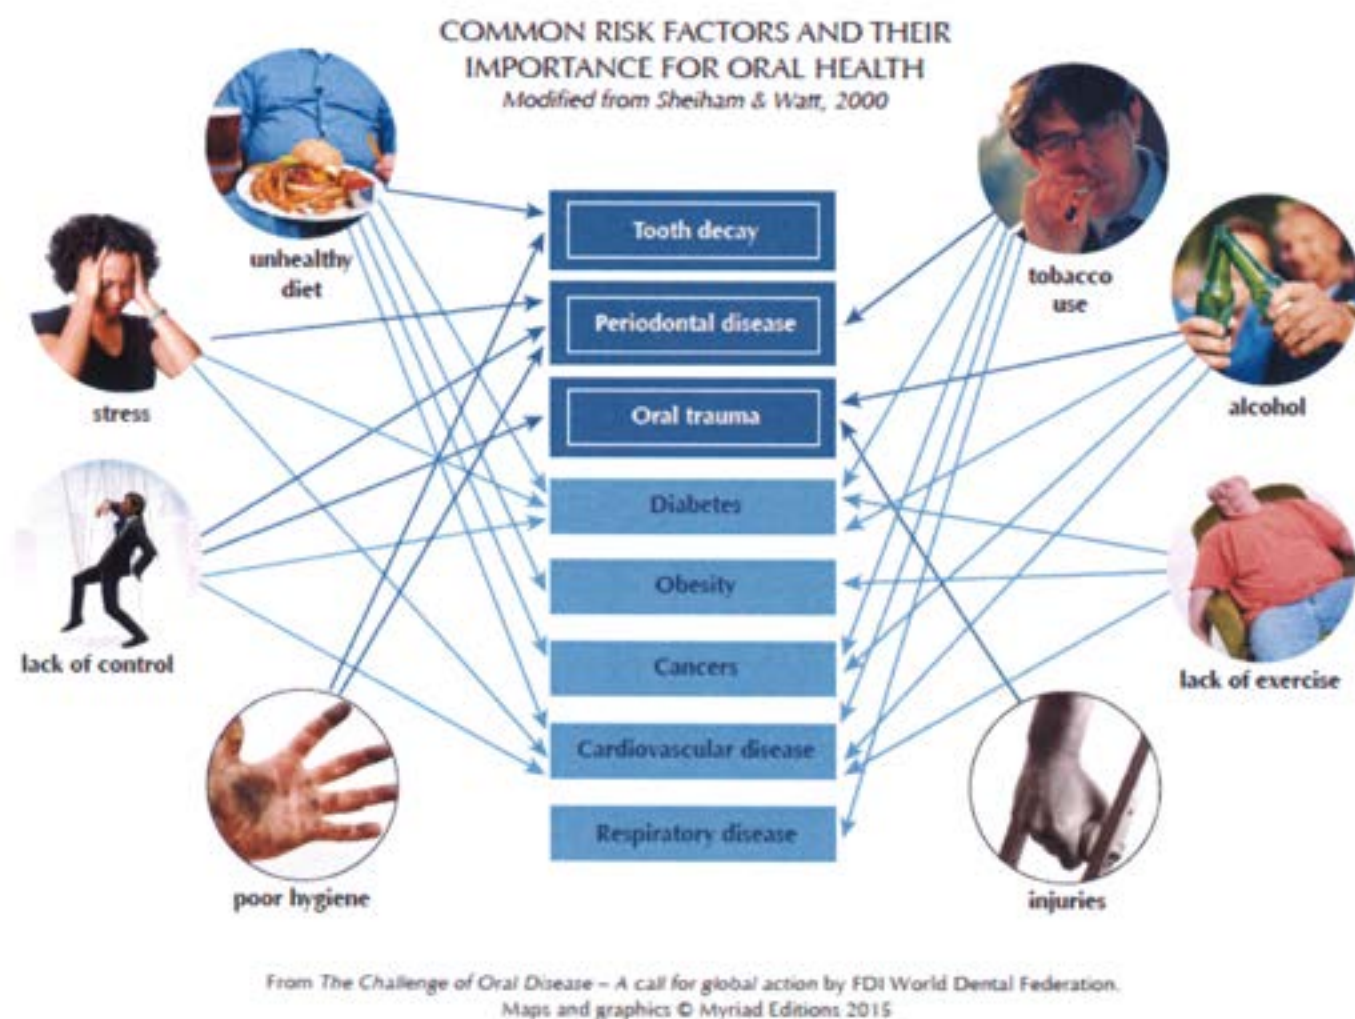 COMMON RISK FACTORS AND THEIR
IMPORTANCE FOR ORAL HEALTH
Modified from Sheiham & Watt, 2000
unhealthy
diet
stress
lack of control
poor hygiene
Tooth decay
Periodontal disease
Oral trauma
Diabetes
Obesity
Cancers
Cardiovascular disease
Respiratory disease
tobacco
use
alcohol
lack of exercise
injuries
From The Challenge of Oral Disease – A call for global action by FDI World Dental Federation.
Maps and graphics © Myriad Editions 2015